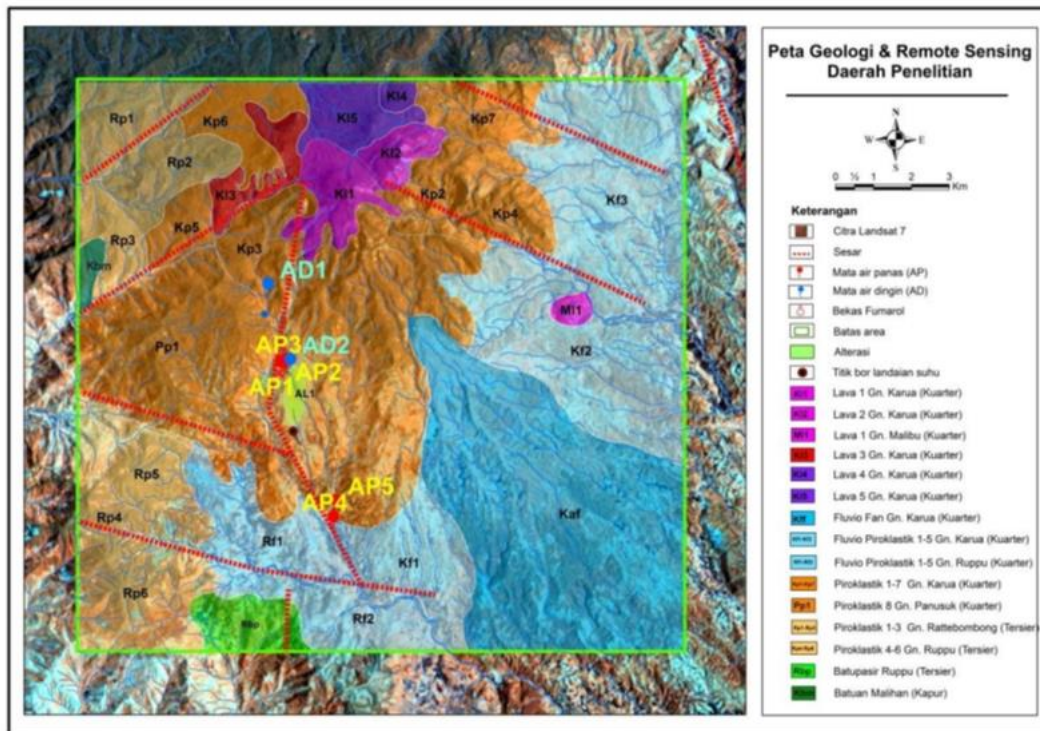 Peta Geologi & Remote Sensing
Daerah Penelitian
N
W E
S
0 ½ 1 2 3
Km
Keterangan
Citra Landsat 7
Sesar
Mata air panas (AP)
Mata air dingin (AD)
Bekas Fumarol
Batas area
Alterasi
Titik bor landaian suhu
Lava 1 Gn. Karua (Kuarter)
Lava 2 Gn. Karua (Kuarter)
Ml1 Lava 1 Gn. Malibu (Kuarter)
Lava 3 Gn. Karua (Kuarter)
Lava 4 Gn. Karua (Kuarter)
Lava 5 Gn. Karua (Kuarter)
Fluvio Fan Gn. Karua (Kuarter)
Fluvio Piroklastik 1-5 Gn. Karua (Kuarter)
Fluvio Piroklastik 1-5 Gn. Ruppu (Kuarter)
Piroklastik 1-7 Gn. Karua (Kuarter)
Pp1 Piroklastik 8 Gn. Panusuk (Kuarter)
Piroklastik 1-3 Gn. Rattebombong (Tersier)
Piroklastik 4-6 Gn. Ruppu (Tersier)
Rbp Batupasir Ruppu (Tersier)
Kbm Batuan Malihan (Kapur)
Rp1
Kp6
Kl5
Kl4
Kp7
Rp2
Kl2
Kl3
Kl1
Kp2
Kf3
Kp4
Rp3
Kp5
Kp3
Kbm
AD1
Ml1
Pp1
AP3 AD2
Kf2
AP1 AP2
AL1
Rp5
AP5
AP4
Rp4
Kaf
Rf1
Kf1
Rp6
Rf2
Rbp